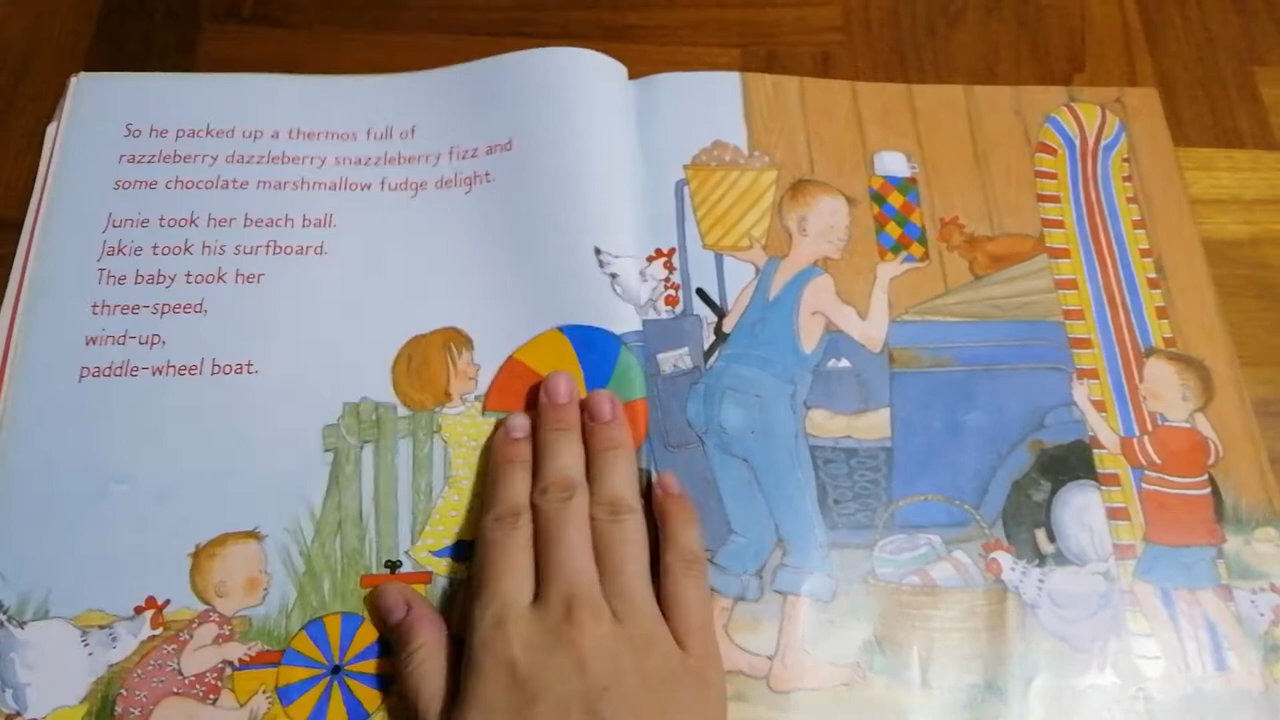 So he packed up a thermos full of
razzleberry dazzleberry snazzleberry fizz and
some chocolate marshmallow fudge delight.
Junie took her beach ball.
Jakie took his surfboard.
The baby took her
three-speed,
wind-up,
paddle-wheel boat.